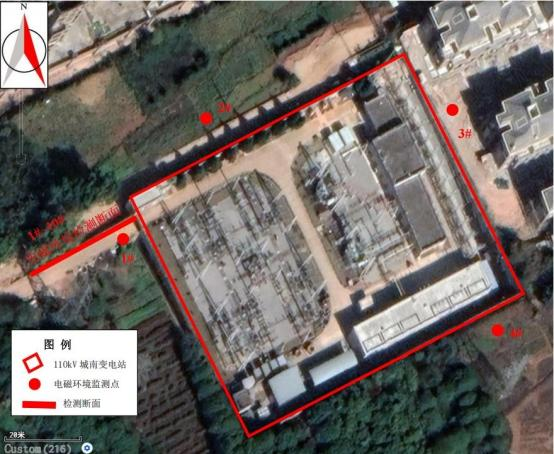 N
2#
3#
1#
4#
图 例
110kV 城南变电站
电磁环境监测点
检测断面
20米
Custom(216)